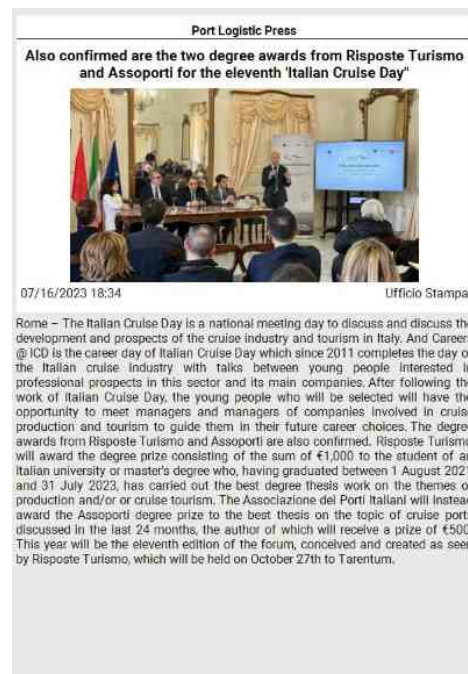 Port Logistic Press
Also confirmed are the two degree awards from Risposte Turismo
and Assoporti for the eleventh 'Italian Cruise Day"
07/16/2023 18:34
Ufficio Stampa
Rome – The Italian Cruise Day is a national meeting day to discuss and discuss the
development and prospects of the cruise industry and tourism in Italy. And Careers
@ ICD is the career day of Italian Cruise Day which since 2011 completes the day of
the Italian cruise industry with talks between young people interested in
professional prospects in this sector and its main companies. After following the
work of Italian Cruise Day, the young people who will be selected will have the
opportunity to meet managers and managers of companies involved in cruise
production and tourism to guide them in their future career choices. The degree
awards from Risposte Turismo and Assoporti are also confirmed. Risposte Turismo
will award the degree prize consisting of the sum of €1,000 to the student of an
Italian university or master's degree who, having graduated between 1 August 2021
and 31 July 2023, has carried out the best degree thesis work on the themes of
production and/or or cruise tourism. The Associazione dei Porti Italiani will instead
award the Assoporti degree prize to the best thesis on the topic of cruise ports
discussed in the last 24 months, the author of which will receive a prize of €500.
This year will be the eleventh edition of the forum, conceived and created as seen
by Risposte Turismo, which will be held on October 27th to Tarentum.